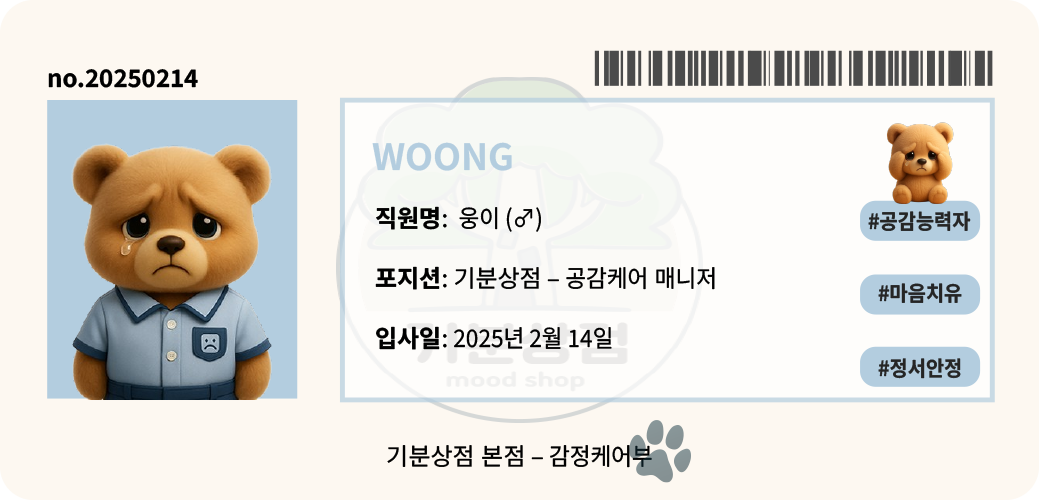 no.20250214
WOONG
직원명: 웅이 (♂)
포지션: 기분상점 – 공감케어 매니저
입사일: 2025년 2월 14일
#공감능력자
#마음치유
#정서안정
기분상점
mood shop
기분상점 본점 – 감정케어부